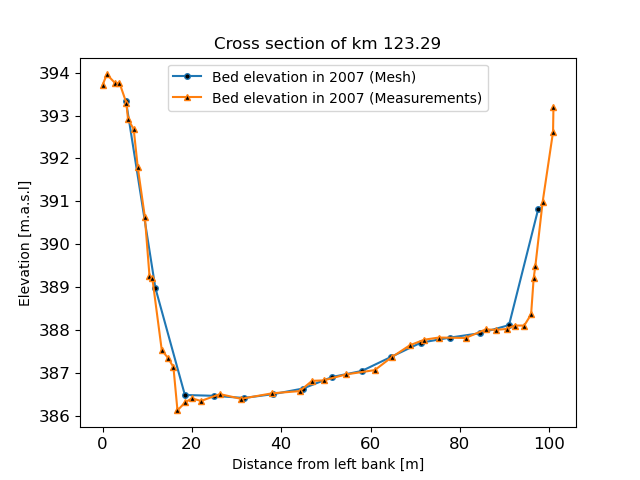 Cross section of km 123.29
Bed elevation in 2007 (Mesh)
Bed elevation in 2007 (Measurements)
Elevation [m.a.s.l]
394
393
392
391
390
389
388
387
386
0 20 40 60 80 100
Distance from left bank [m]